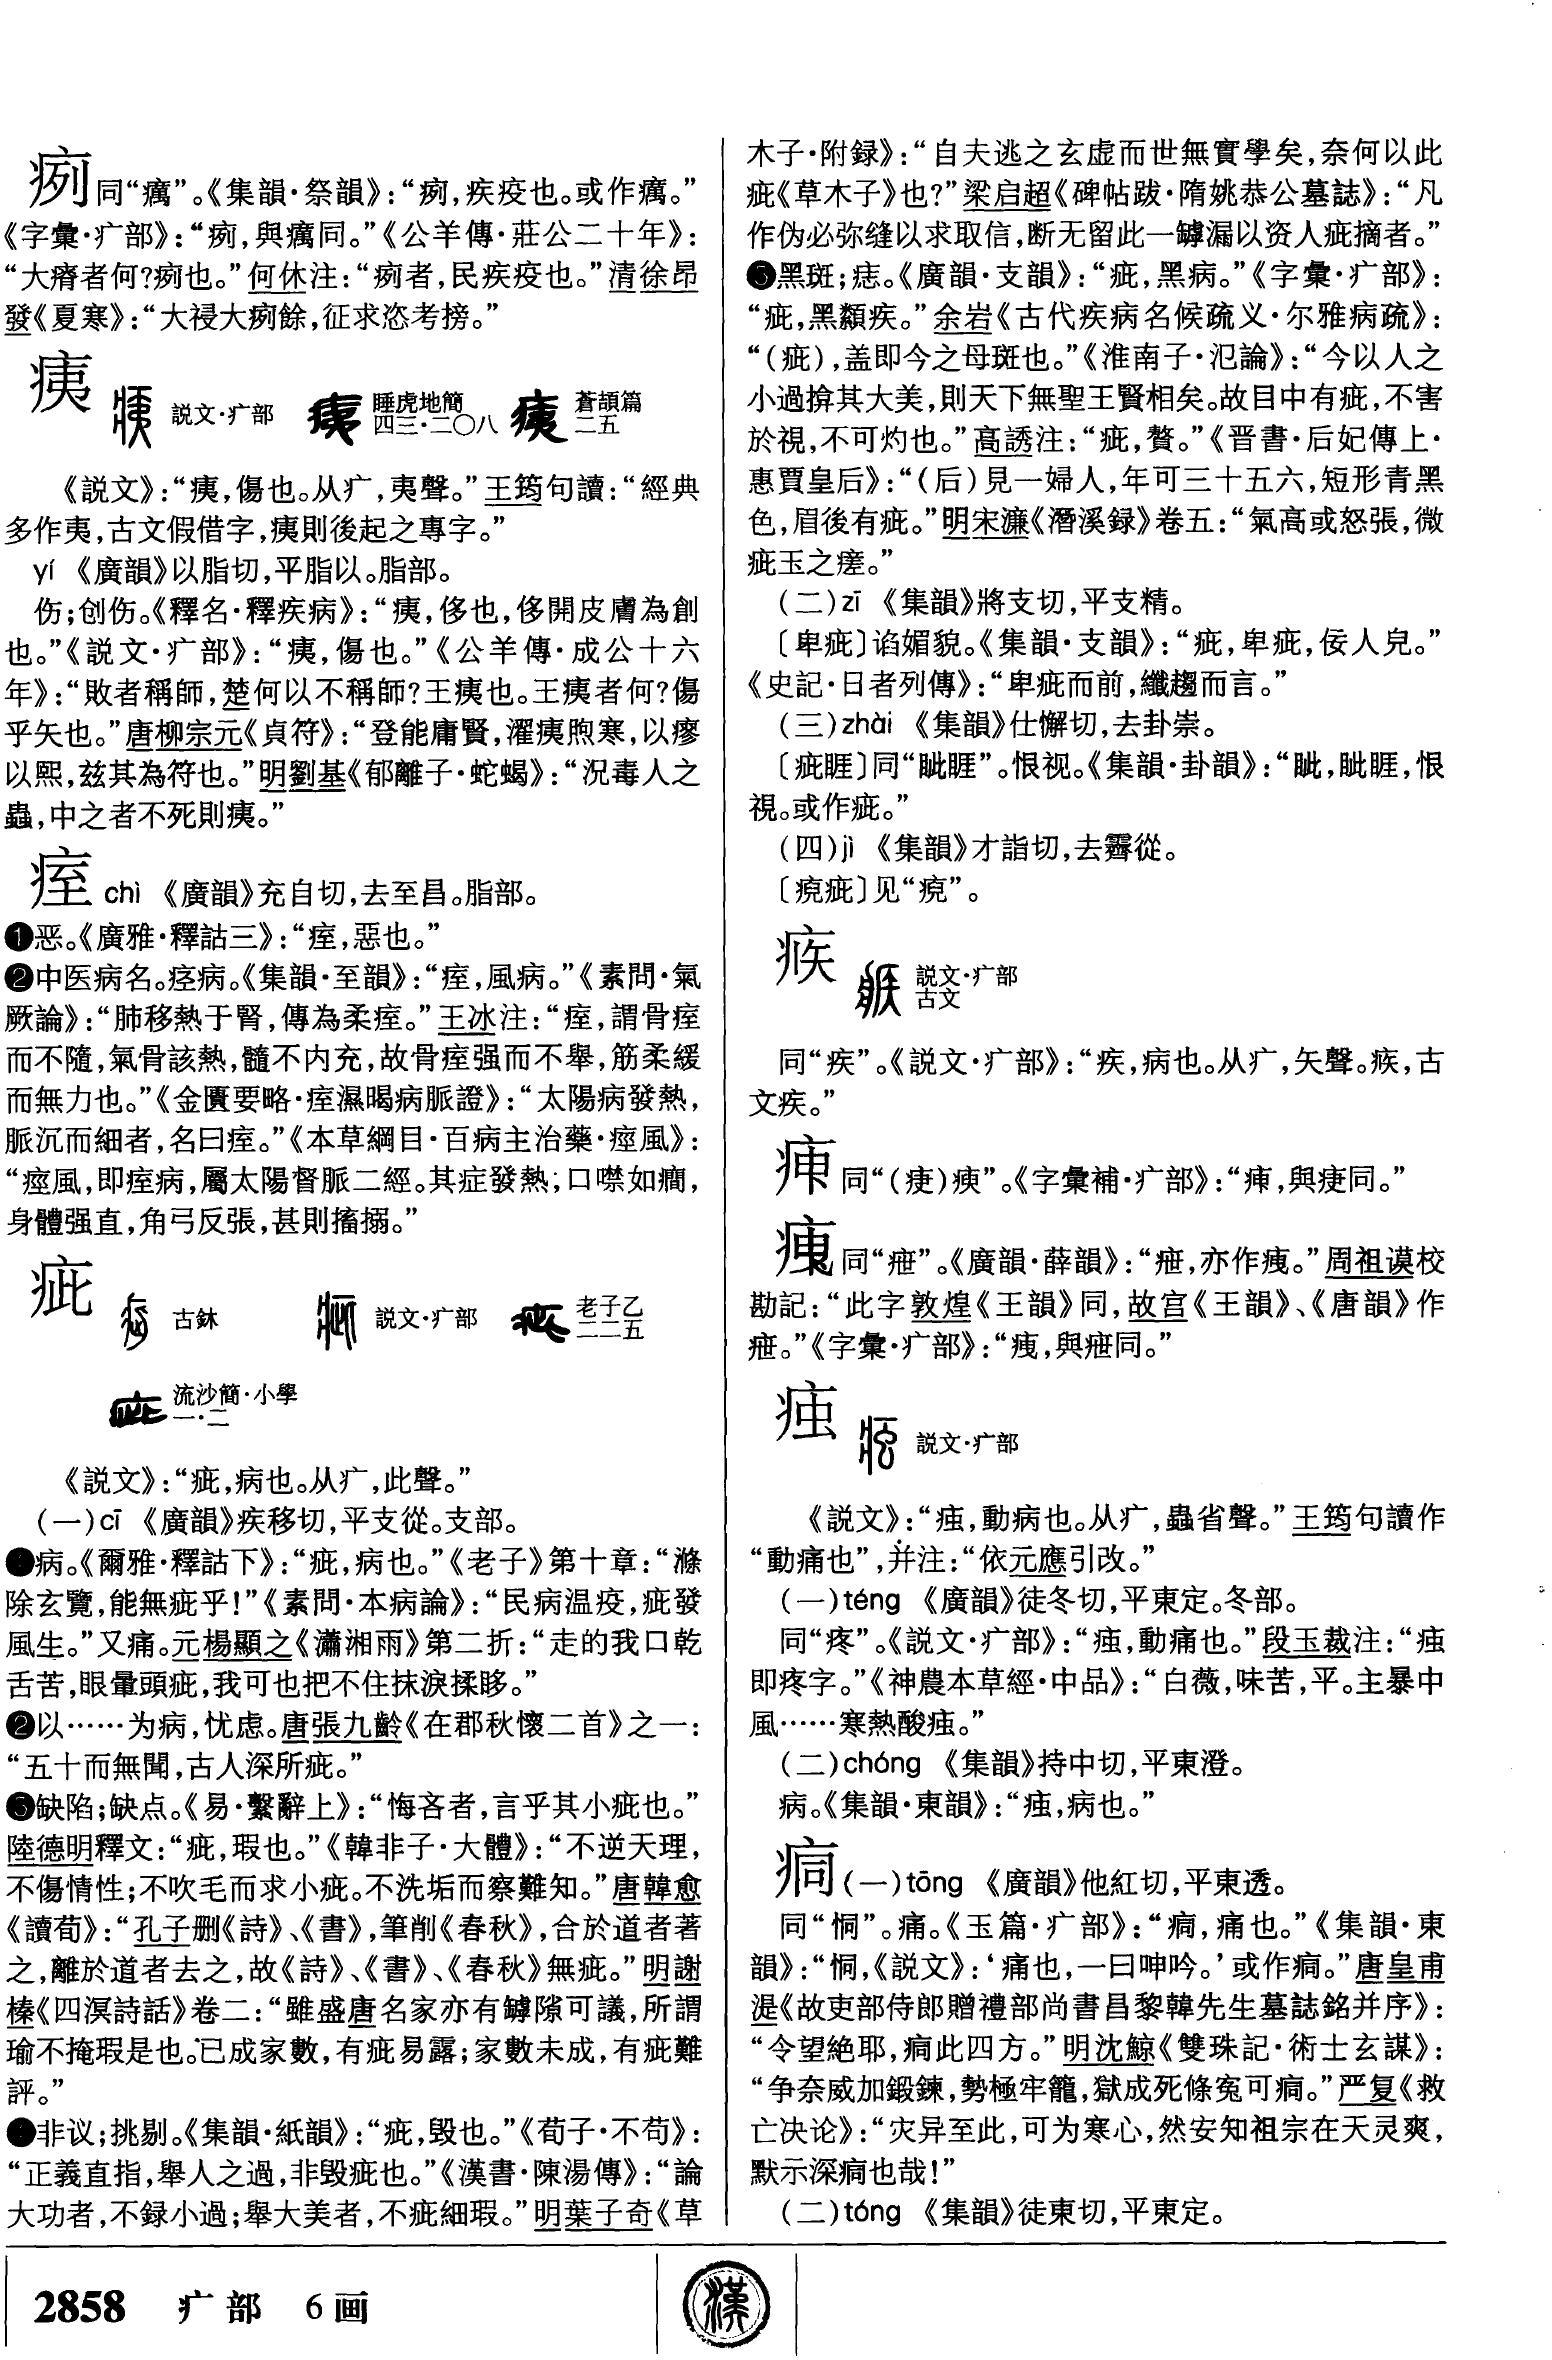 痢同“癘”。《集韻·祭韻》：“𤶃，疾疫也。或作癘。”
《字彙·疒部》：“𤶃，與癘同。”《公羊傳·莊公二十年》：
“大瘠者何？𤶃也。”何休注：“𤶃者，民疾疫也。”清徐昂
發《夏寒》：“大祲大𤶃餘，征求恣考搒。”
痍
説文·疒部 睡虎地簡 四三·二〇八 蒼頡篇 二五
《説文》：“痍，傷也。从疒，夷聲。”王筠句讀：“經典
多作夷，古文假借字，痍則後起之專字。”
yí 《廣韻》以脂切，平脂以。脂部。
伤；创伤。《釋名·釋疾病》：“痍，侈也，侈開皮膚為創
也。”《説文·疒部》：“痍，傷也。”《公羊傳·成公十六
年》：“敗者稱師，楚何以不稱師？王痍也。王痍者何？傷
乎矢也。”唐柳宗元《貞符》：“登能庸賢，濯痍煦寒，以瘳
以熙，兹其為符也。”明劉基《郁離子·蛇蝎》：“況毒人之
蟲，中之者不死則痍。”
痓 chì 《廣韻》充自切，去至昌。脂部。
❶恶。《廣雅·釋詁三》：“痓，惡也。”
❷中医病名。痉病。《集韻·至韻》：“痓，風病。”《素問·氣
厥論》：“肺移熱于腎，傳為柔痓。”王冰注：“痓，謂骨痓
而不隨，氣骨該熱，髓不内充，故骨痓强而不舉，筋柔緩
而無力也。”《金匱要略·痓濕暍病脈證》：“太陽病發熱，
脈沉而細者，名曰痓。”《本草綱目·百病主治藥·痙風》：
“痙風，即痓病，屬太陽督脈二經。其症發熱；口噤如癇，
身體强直，角弓反張，甚則搐搦。”
疵
古鉢 説文·疒部 老子乙 二二五
流沙簡·小學 一·二
《説文》：“疵，病也。从疒，此聲。”
（一）cī 《廣韻》疾移切，平支從。支部。
❶病。《爾雅·釋詁下》：“疵，病也。”《老子》第十章：“滌
除玄覽，能無疵乎！”《素問·本病論》：“民病温疫，疵發
風生。”又痛。元楊顯之《瀟湘雨》第二折：“走的我口乾
舌苦，眼暈頭疵，我可也把不住抹淚揉眵。”
❷以……为病，忧虑。唐張九齡《在郡秋懷二首》之一：
“五十而無聞，古人深所疵。”
❸缺陷；缺点。《易·繫辭上》：“悔吝者，言乎其小疵也。”
陸德明釋文：“疵，瑕也。”《韓非子·大體》：“不逆天理，
不傷情性；不吹毛而求小疵。不洗垢而察難知。”唐韓愈
《讀荀》：“孔子删《詩》、《書》，筆削《春秋》，合於道者著
之，離於道者去之，故《詩》、《書》、《春秋》無疵。”明謝
榛《四溟詩話》卷二：“雖盛唐名家亦有罅隙可議，所謂
瑜不掩瑕是也。已成家數，有疵易露；家數未成，有疵難
評。”
❹非议；挑剔。《集韻·紙韻》：“疵，毁也。”《荀子·不苟》：
“正義直指，舉人之過，非毁疵也。”《漢書·陳湯傳》：“論
大功者，不録小過；舉大美者，不疵細瑕。”明葉子奇《草
木子·附録》：“自夫逃之玄虚而世無實學矣，奈何以此
疵《草木子》也？”梁启超《碑帖跋·隋姚恭公墓誌》：“凡
作伪必弥缝以求取信，断无留此一罅漏以资人疵摘者。”
❺黑斑；痣。《廣韻·支韻》：“疵，黑病。”《字彙·疒部》：
“疵，黑纇疾。”余岩《古代疾病名候疏义·尔雅病疏》：
“（疵），盖即今之母斑也。”《淮南子·氾論》：“今以人之
小過揜其大美，則天下無聖王賢相矣。故目中有疵，不害
於視，不可灼也。”高誘注：“疵，贅。”《晋書·后妃傳上·
惠賈皇后》：“（后）見一婦人，年可三十五六，短形青黑
色，眉後有疵。”明宋濂《潛溪録》卷五：“氣高或怒張，微
疵玉之瘥。”
（二）zī 《集韻》將支切，平支精。
〔卑疵〕谄媚貌。《集韻·支韻》：“疵，卑疵，佞人皃。”
《史記·日者列傳》：“卑疵而前，纖趨而言。”
（三）zhài 《集韻》仕懈切，去卦崇。
〔疵睚〕同“眦睚”。恨视。《集韻·卦韻》：“眦，眦睚，恨
視。或作疵。”
（四）jì 《集韻》才詣切，去霽從。
〔㾕疵〕见“㾕”。
𤶅
説文·疒部 古文
同“疾”。《説文·疒部》：“疾，病也。从疒，矢聲。𤶅，古
文疾。”
同“（㾀）瘐”。《字彙補·疒部》：“，與㾀同。”
同“疶”。《廣韻·薛韻》：“疶，亦作。”周祖谟校
勘記：“此字敦煌《王韻》同，故宫《王韻》、《唐韻》作
疶。”《字彙·疒部》：“，與疶同。”
痋
説文·疒部
《説文》：“痋，動病也。从疒，蟲省聲。”王筠句讀作
“動痛也”，并注：“依元應引改。”
（一）téng 《廣韻》徒冬切，平東定。冬部。
同“疼”。《説文·疒部》：“痋，動痛也。”段玉裁注：“痋
即疼字。”《神農本草經·中品》：“白薇，味苦，平。主暴中
風……寒熱酸痋。”
（二）chóng 《集韻》持中切，平東澄。
病。《集韻·東韻》：“痋，病也。”
痌（一）tōng 《廣韻》他紅切，平東透。
同“恫”。痛。《玉篇·疒部》：“痌，痛也。”《集韻·東
韻》：“恫，《説文》：‘痛也，一曰呻吟。’或作痌。”唐皇甫
湜《故吏部侍郎贈禮部尚書昌黎韓先生墓誌銘并序》：
“令望絶耶，痌此四方。”明沈鯨《雙珠記·術士玄謀》：
“争奈威加鍛鍊，勢極牢籠，獄成死條冤可痌。”严复《救
亡决论》：“灾异至此，可为寒心，然安知祖宗在天灵爽，
默示深痌也哉！”
（二）tóng 《集韻》徒東切，平東定。
2858 疒部 6画
漢